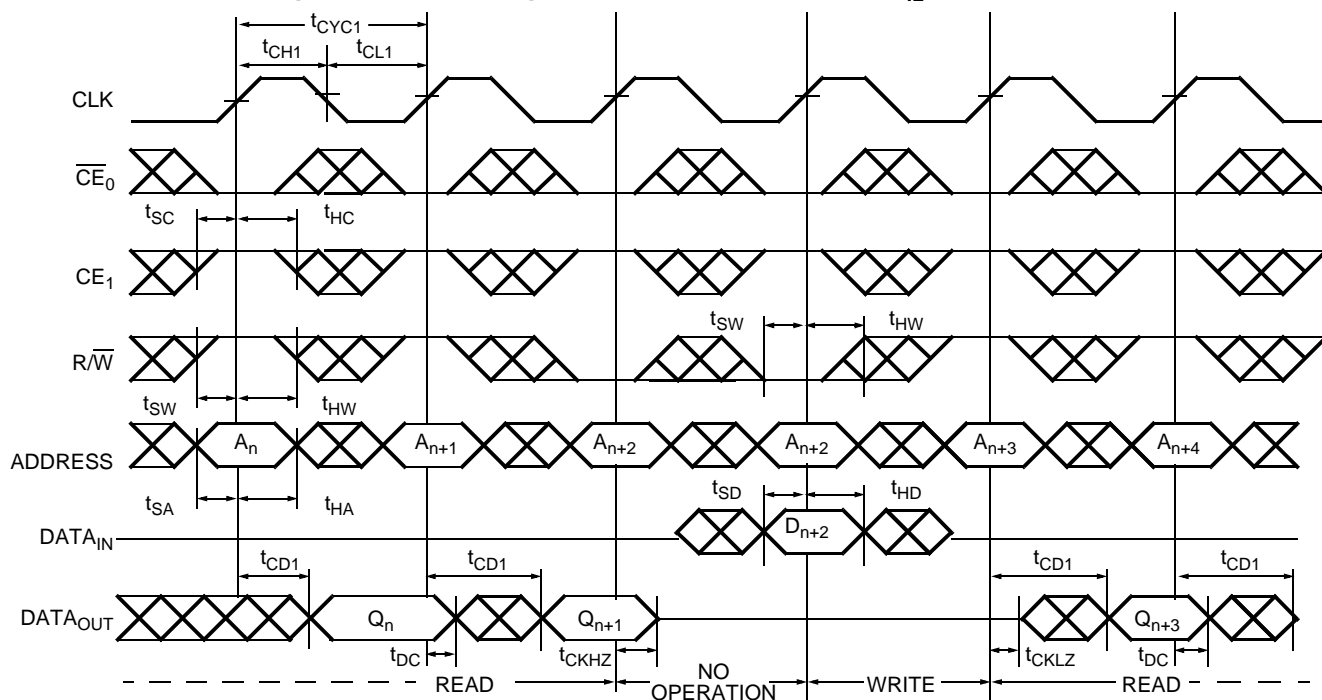 tCYC1
tCH1 tCL1
CLK
CE0
tSC tHC
CE1
tSW tHW
R/W
tSW tHW
An An+1 An+2 An+2 An+3 An+4
ADDRESS
tSA tHA tSD tHD
DATAIN Dn+2
tCD1 tCD1 tCD1 tCD1
DATAOUT Qn Qn+1 Qn+3
tDC tCKHZ tCKLZ tDC
READ NO OPERATION WRITE READ